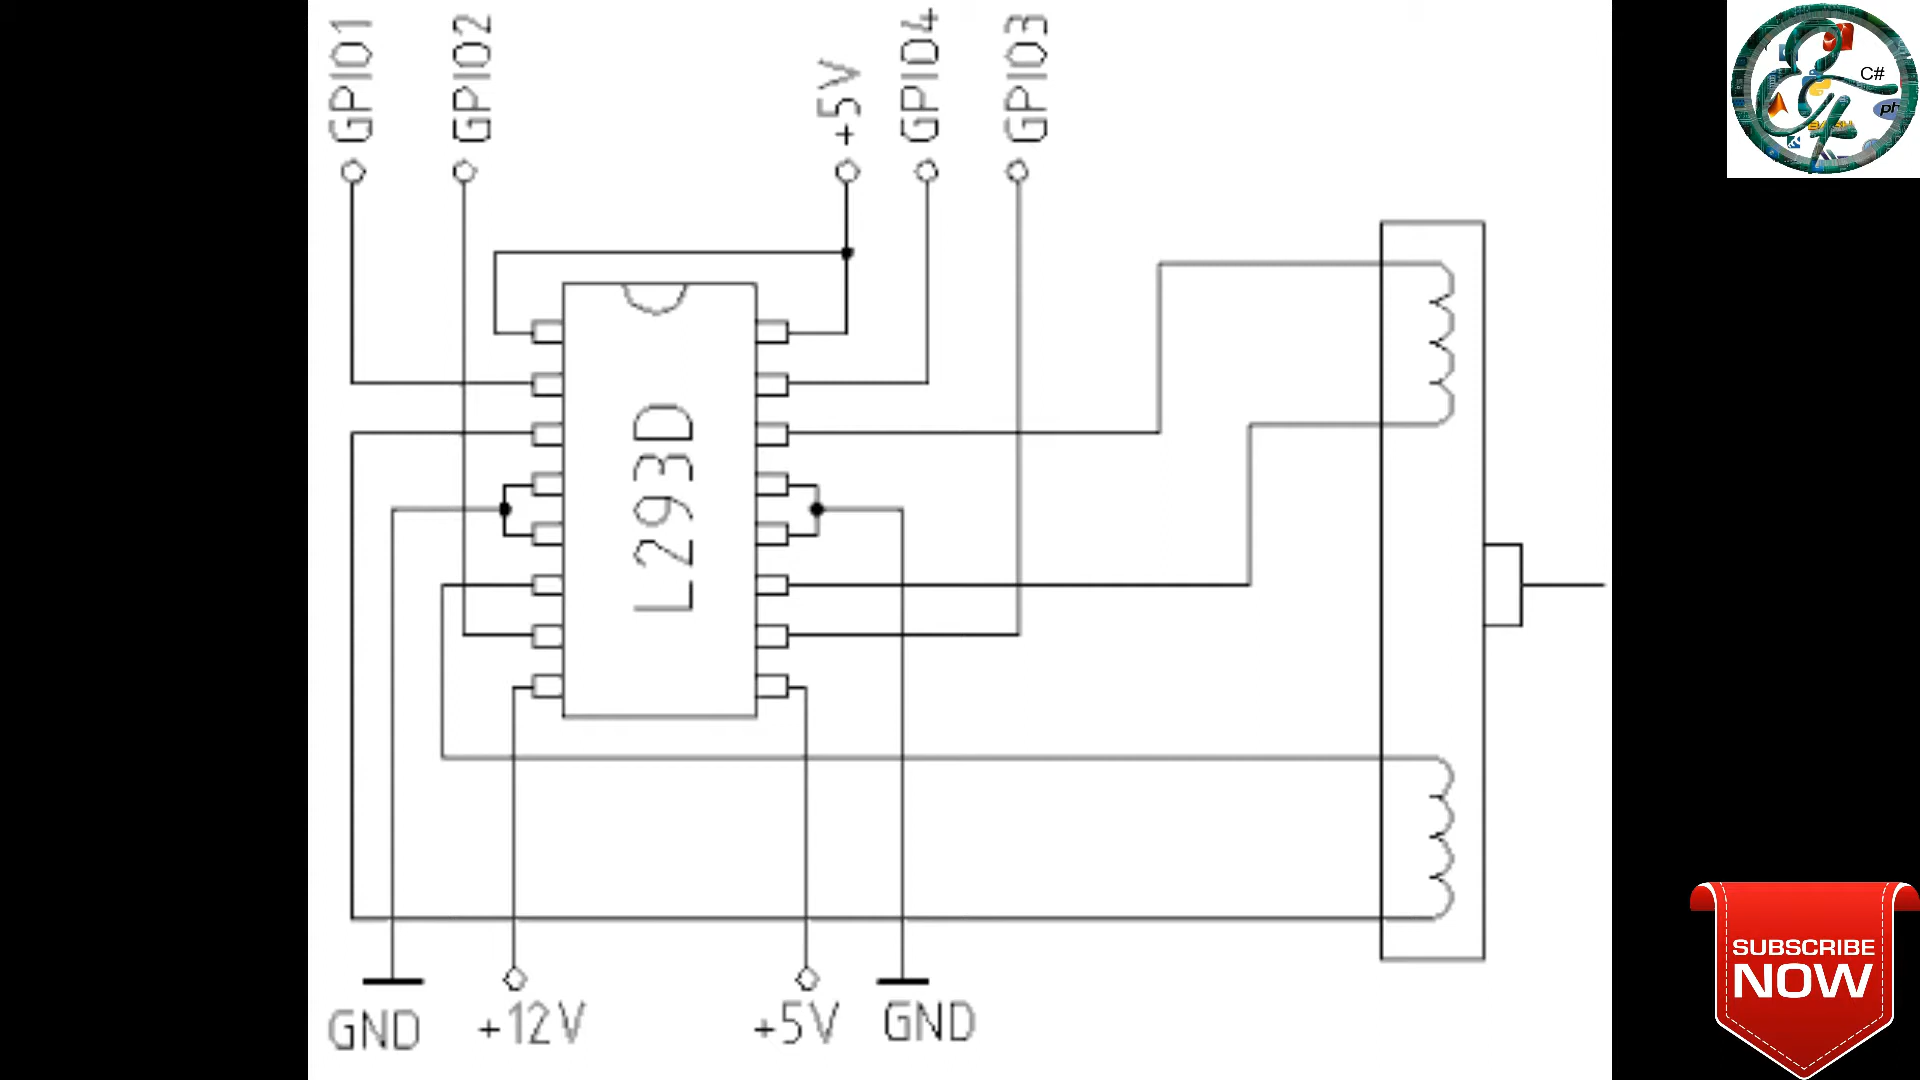 GPIO1
GPIO2
+5V
GPIO4
GPIO3
C#
L293D
GND
+12V
+5V
GND
SUBSCRIBE
NOW